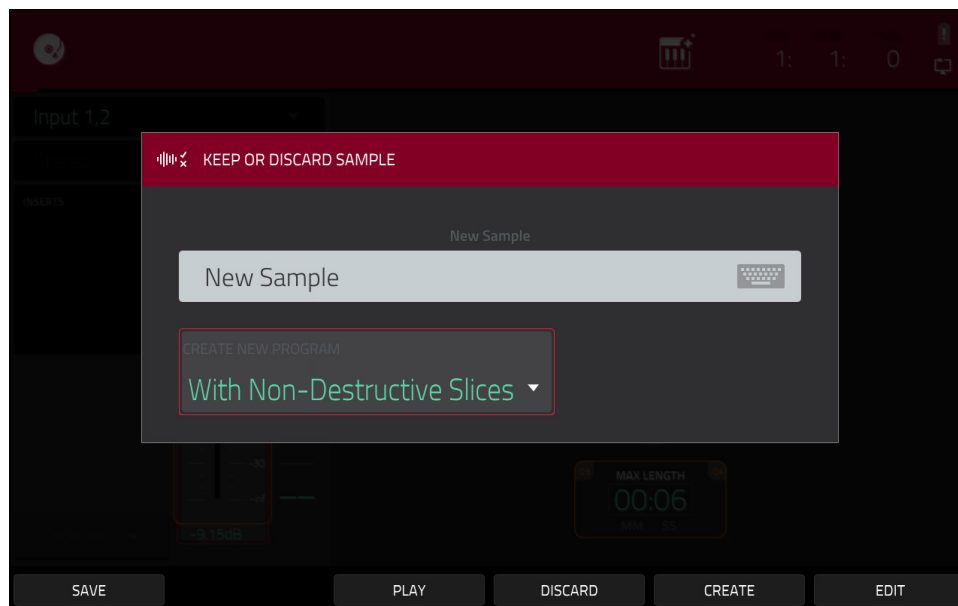 1: 1: 0
Input 1,2
KEEP OR DISCARD SAMPLE
INSERTS
New Sample
New Sample
CREATE NEW PROGRAM
With Non-Destructive Slices
-30
-inf
-9.15dB
MAX LENGTH
00:06
MM SS
SAVE PLAY DISCARD CREATE EDIT